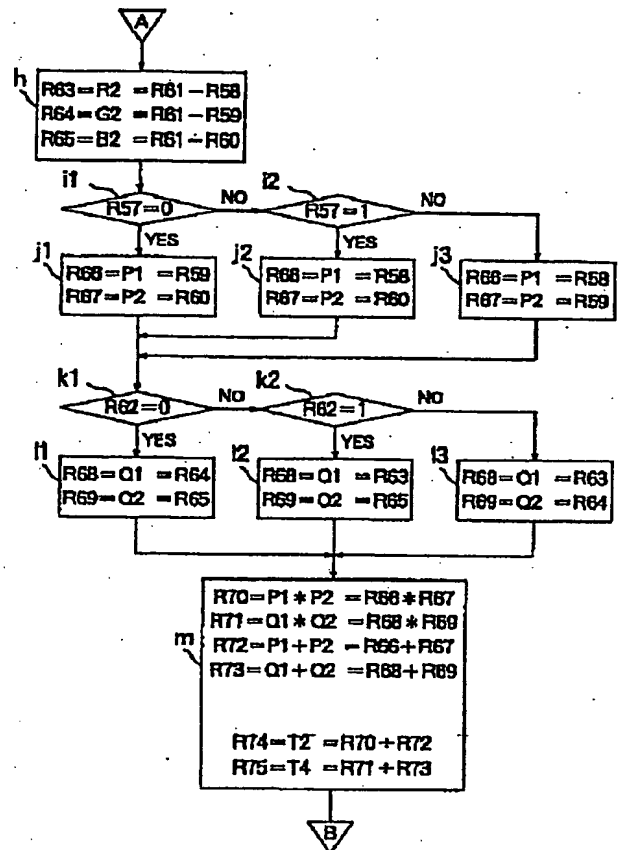 A
h
R63=R2 =R61-R58
R64=G2 =R61-R59
R65=B2 =R61-R60
i1
R57=0
NO
i2
R57=1
NO
YES
YES
j1
R66=P1 =R59
R67=P2 =R60
j2
R66=P1 =R58
R67=P2 =R60
j3
R66=P1 =R58
R67=P2 =R59
k1
R62=0
NO
k2
R62=1
NO
YES
YES
l1
R68=Q1 =R64
R69=Q2 =R65
l2
R68=Q1 =R63
R69=Q2 =R65
l3
R68=Q1 =R63
R69=Q2 =R64
m
R70=P1*P2 =R66*R67
R71=Q1*Q2 =R68*R69
R72=P1+P2 =R66+R67
R73=Q1+Q2 =R68+R69
R74=T2 =R70+R72
R75=T4 =R71+R73
B